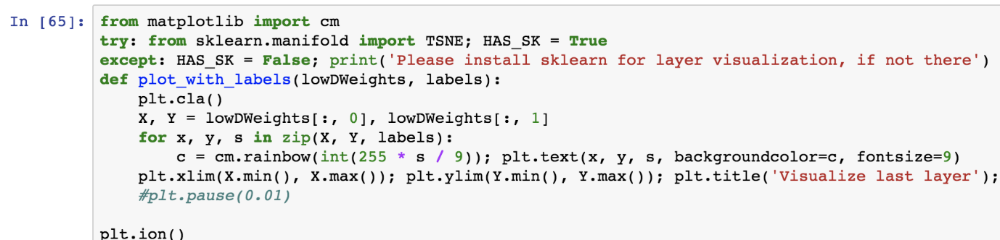 In [65]: from matplotlib import cm
try: from sklearn.manifold import TSNE; HAS_SK = True
except: HAS_SK = False; print('Please install sklearn for layer visualization, if not there')
def plot_with_labels(lowDWeights, labels):
    plt.cla()
    X, Y = lowDWeights[:, 0], lowDWeights[:, 1]
    for x, y, s in zip(X, Y, labels):
        c = cm.rainbow(int(255 * s / 9)); plt.text(x, y, s, backgroundcolor=c, fontsize=9)
    plt.xlim(X.min(), X.max()); plt.ylim(Y.min(), Y.max()); plt.title('Visualize last layer');
    #plt.pause(0.01)
plt.ion()